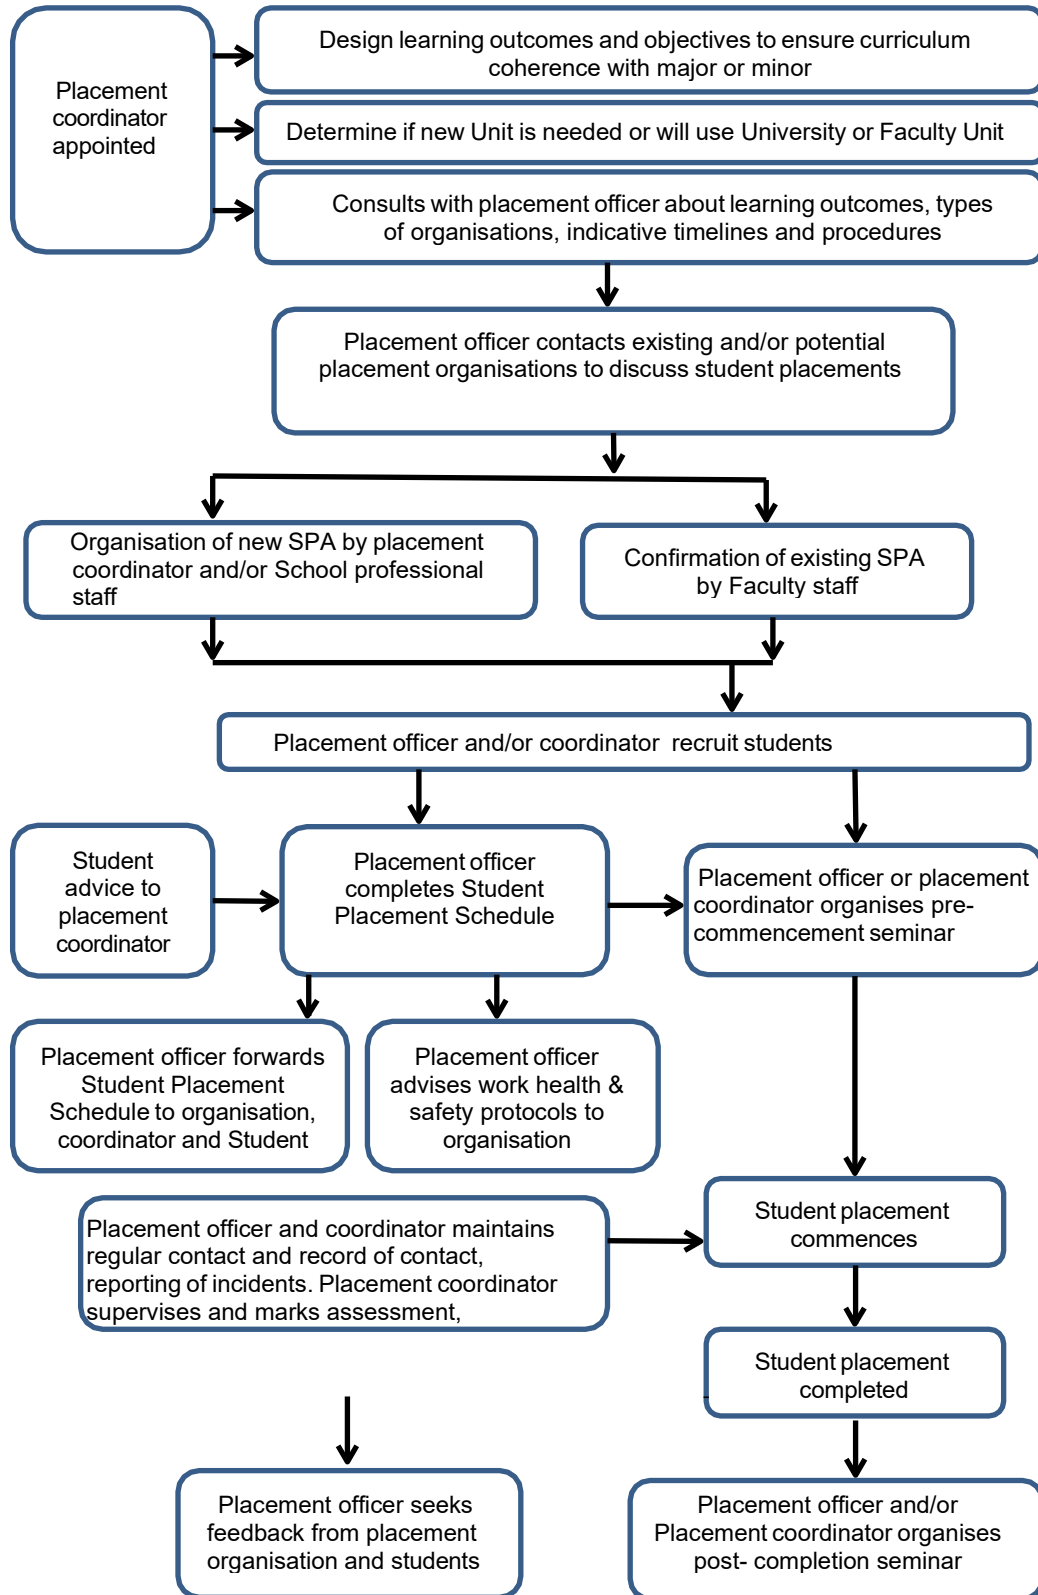 Placement
coordinator
appointed
Design learning outcomes and objectives to ensure curriculum
coherence with major or minor
Determine if new Unit is needed or will use University or Faculty Unit
Consults with placement officer about learning outcomes, types
of organisations, indicative timelines and procedures
Placement officer contacts existing and/or potential
placement organisations to discuss student placements
Organisation of new SPA by placement
coordinator and/or School professional
staff
Confirmation of existing SPA
by Faculty staff
Placement officer and/or coordinator recruit students
Student
advice to
placement
coordinator
Placement officer
completes Student
Placement Schedule
Placement officer or placement
coordinator organises pre-
commencement seminar
Placement officer forwards
Student Placement
Schedule to organisation,
coordinator and Student
Placement officer
advises work health &
safety protocols to
organisation
Placement officer and coordinator maintains
regular contact and record of contact,
reporting of incidents. Placement coordinator
supervises and marks assessment,
Student placement
commences
Student placement
completed
Placement officer seeks
feedback from placement
organisation and students
Placement officer and/or
Placement coordinator organises
post- completion seminar